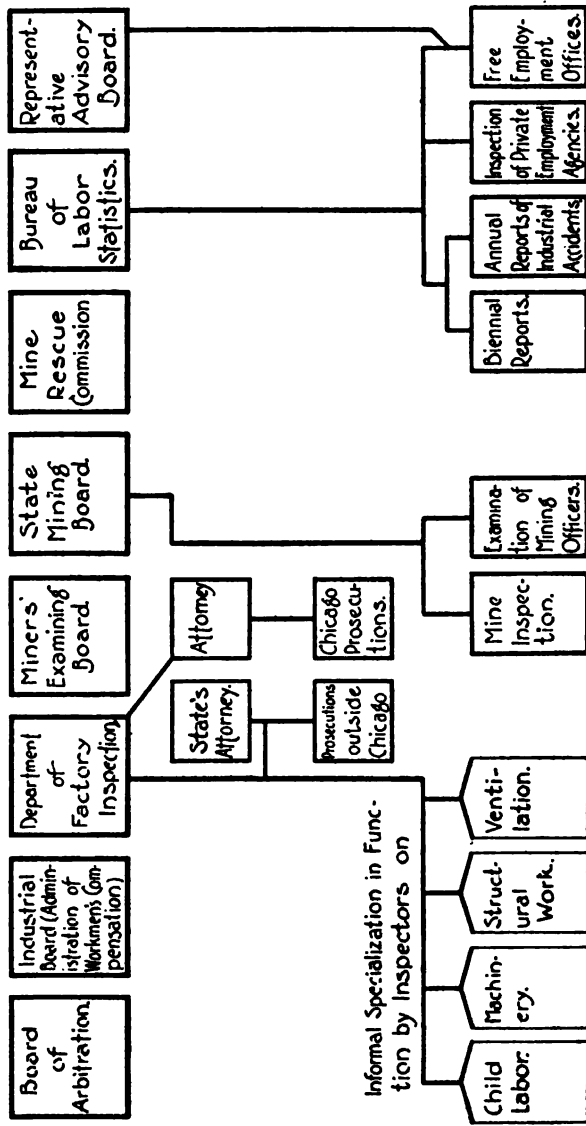 Board
of
Arbitration.
Industrial
Board (Admin-
istration of
Workmen's Com-
pensation)
Department
of
Factory
Inspection.
Miners'
Examining
Board.
State
Mining
Board.
Mine
Rescue
Commission
Bureau
of
Labor
Statistics.
Represent-
ative
Advisory
Board.
State's
Attorney.
Attorney
Prosecutions
outside
Chicago
Chicago
Prosecu-
tions.
Informal Specialization in Func-
tion by Inspectors on
Child
Labor.
Machin-
ery.
Struct-
ural
Work.
Venti-
lation.
Mine
Inspec-
tion.
Examina-
tion of
Mining
Officers.
Biennial
Reports.
Annual
Reports of
Industrial
Accidents.
Inspection
of Private
Employment
Agencies.
Free
Employ-
ment
Offices.